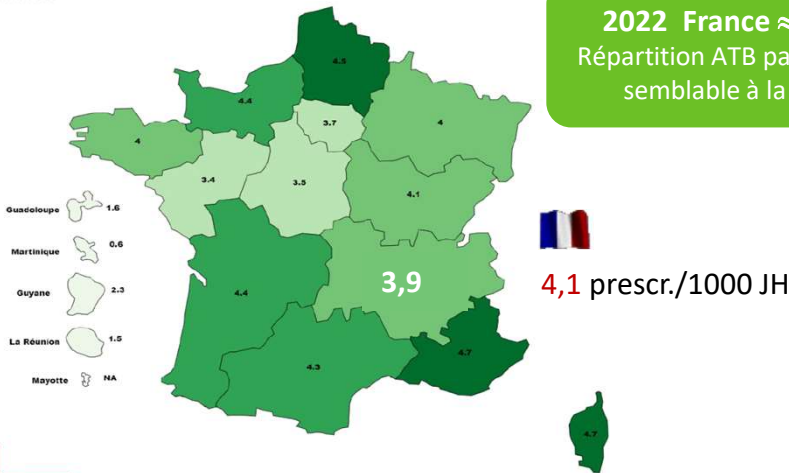 2022 France ≈
Répartition ATB pa
semblable à la
4.5
4.4
3.7
4
4
3.4
3.5
4.1
Guadeloupe 1.6
Martinique 0.6
Guyane 2.3
La Réunion 1.5
Mayotte NA
4.4
3,9
4,1 prescr./1000 JH
4.3
4.7
4.7